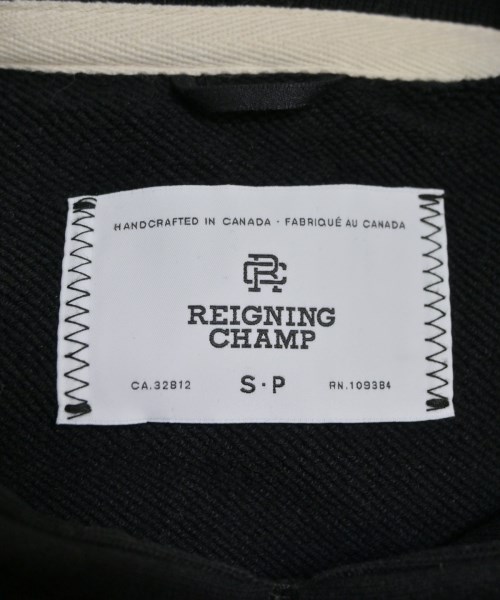 HANDCRAFTED IN CANADA · FABRIQUÉ AU CANADA
RC
REIGNING
CHAMP
CA.32812 S·P RN.109384